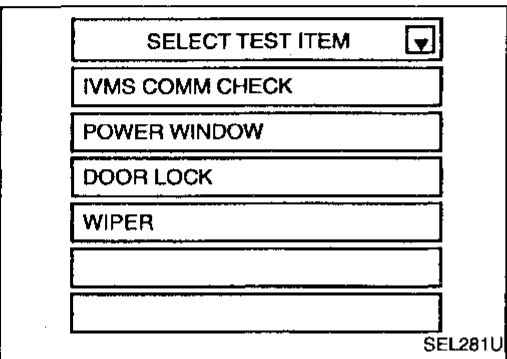 SELECT TEST ITEM
IVMS COMM CHECK
POWER WINDOW
DOOR LOCK
WIPER
SEL281U